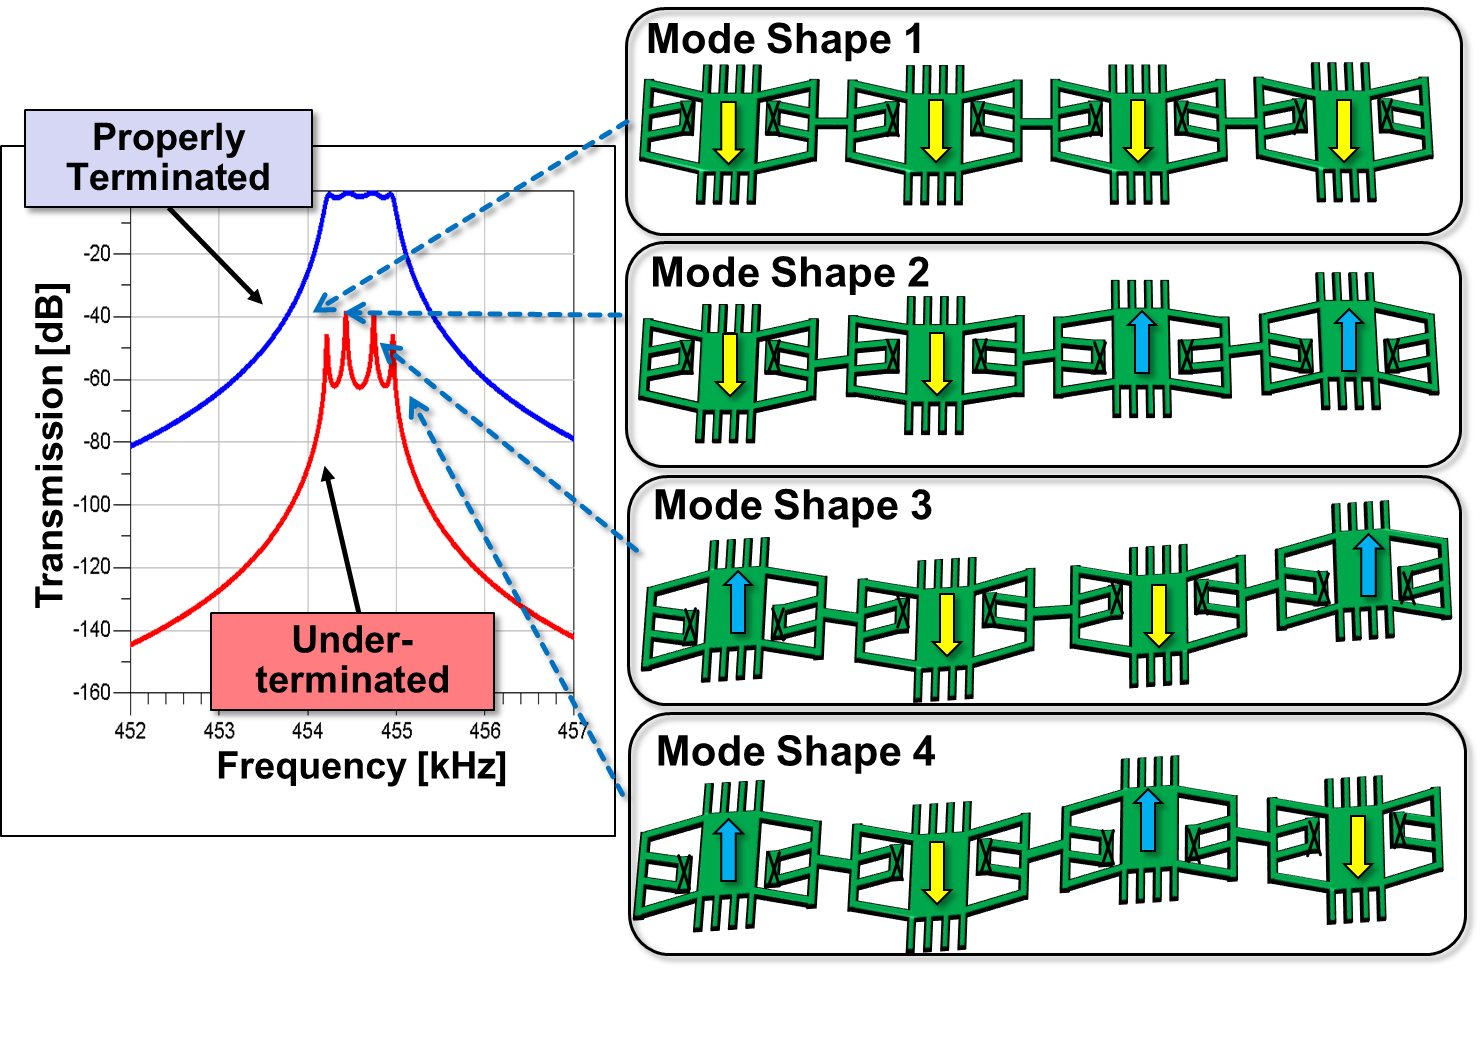 Properly
Terminated
Transmission [dB]
-20
-40
-60
-80
-100
-120
-140
-160
Under-
terminated
452
453
454
455
456
457
Frequency [kHz]
Mode Shape 1
Mode Shape 2
Mode Shape 3
Mode Shape 4